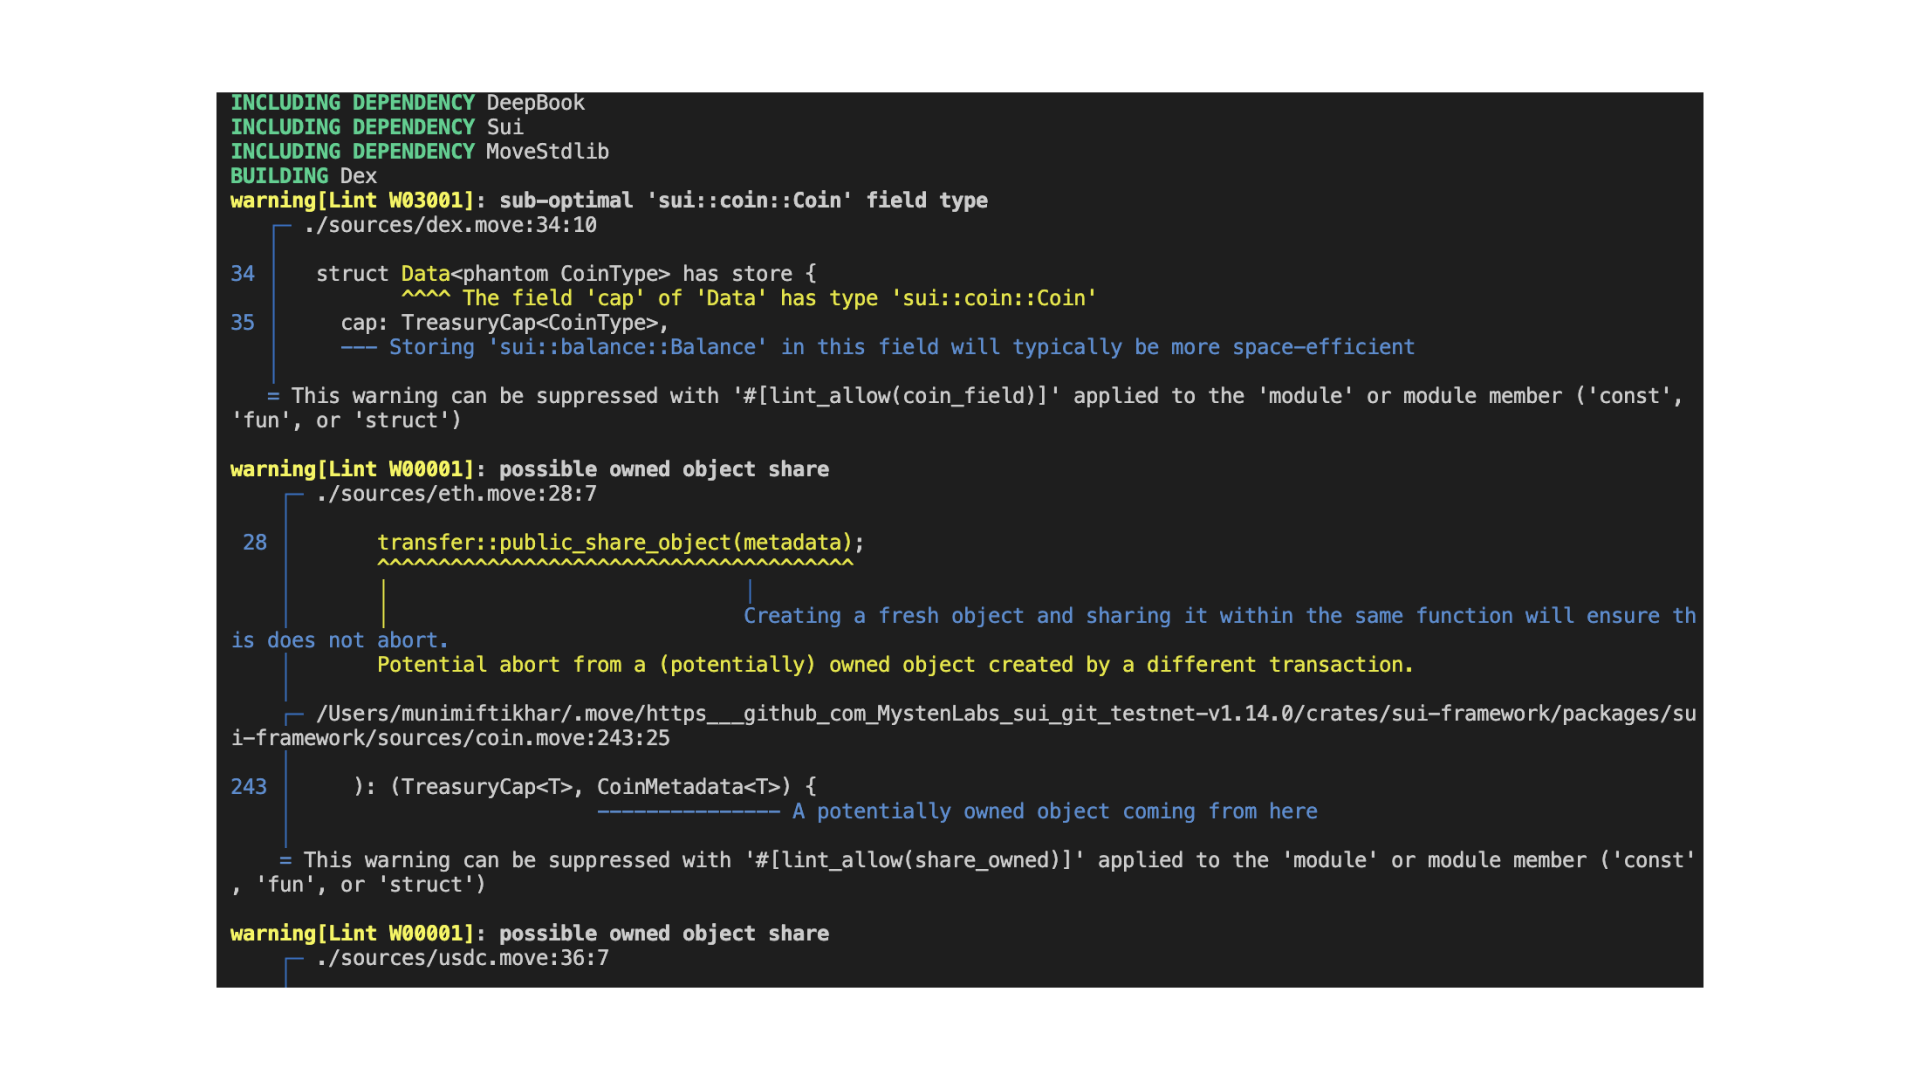 INCLUDING DEPENDENCY DeepBook
INCLUDING DEPENDENCY Sui
INCLUDING DEPENDENCY MoveStdlib
BUILDING Dex
warning[Lint W03001]: sub-optimal 'sui::coin::Coin' field type
./sources/dex.move:34:10
34 struct Data<phantom CoinType> has store {
^^^^ The field 'cap' of 'Data' has type 'sui::coin::Coin'
35 cap: TreasuryCap<CoinType>,
--- Storing 'sui::balance::Balance' in this field will typically be more space-efficient
= This warning can be suppressed with '#[lint_allow(coin_field)]' applied to the 'module' or module member ('const',
'fun', or 'struct')
warning[Lint W00001]: possible owned object share
./sources/eth.move:28:7
28 transfer::public_share_object(metadata);
^^^^^^^^^^^^^^^^^^^^^^^^^^^^^^^^^^^^^^^
Creating a fresh object and sharing it within the same function will ensure th
is does not abort.
Potential abort from a (potentially) owned object created by a different transaction.
/Users/munimiftikhar/.move/https___github_com_MystenLabs_sui_git_testnet-v1.14.0/crates/sui-framework/packages/su
i-framework/sources/coin.move:243:25
243 ): (TreasuryCap<T>, CoinMetadata<T>) {
--------------- A potentially owned object coming from here
= This warning can be suppressed with '#[lint_allow(share_owned)]' applied to the 'module' or module member ('const'
, 'fun', or 'struct')
warning[Lint W00001]: possible owned object share
./sources/usdc.move:36:7